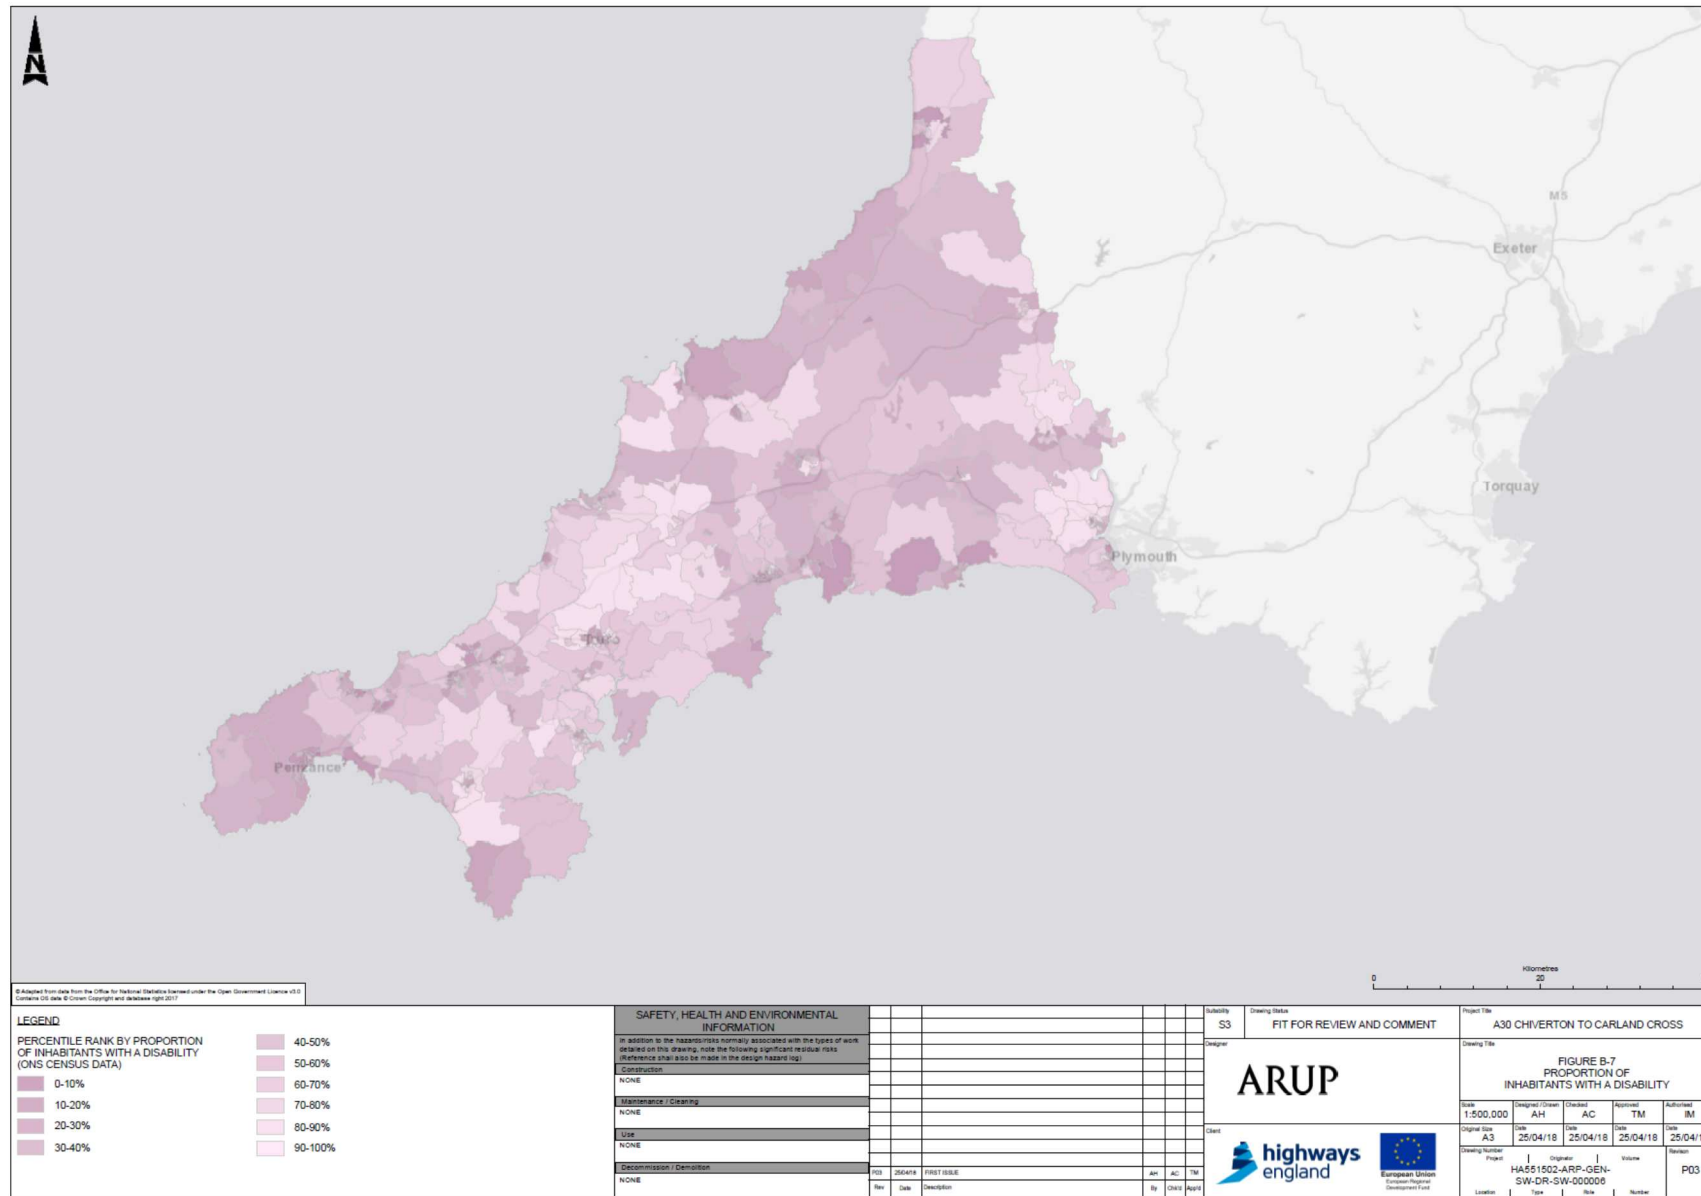 N
M5
Exeter
Torquay
Plymouth
Truro
Penzance
Kilometres
0 20
© Adapted from data from the Office for National Statistics licensed under the Open Government Licence v3.0
Contains OS data © Crown Copyright and database right 2017
LEGEND
PERCENTILE RANK BY PROPORTION
OF INHABITANTS WITH A DISABILITY
(ONS CENSUS DATA)
0-10%
10-20%
20-30%
30-40%
40-50%
50-60%
60-70%
70-80%
80-90%
90-100%
SAFETY, HEALTH AND ENVIRONMENTAL
INFORMATION
In addition to the hazards/risks normally associated with the types of work
detailed on this drawing, note the following significant residual risks
(Reference shall also be made in the design hazard log)
Construction
NONE
Maintenance / Cleaning
NONE
Use
NONE
Decommission / Demolition
NONE
P03 25/04/18 FIRST ISSUE AH AC TM
Rev Date Description By Chk'd App'd
Suitability
S3
Drawing Status
FIT FOR REVIEW AND COMMENT
Designer
ARUP
Client
highways
england
European Union
European Regional
Development Fund
Project Title
A30 CHIVERTON TO CARLAND CROSS
Drawing Title
FIGURE B-7
PROPORTION OF
INHABITANTS WITH A DISABILITY
Scale Designed / Drawn Checked Approved Authorised
1:500,000 AH AC TM IM
Original Size Date Date Date Date
A3 25/04/18 25/04/18 25/04/18 25/04/1
Drawing Number
Project Originator Volume
HA551502-ARP-GEN-
SW-DR-SW-000006
Location Type Role Number
Revision
P03